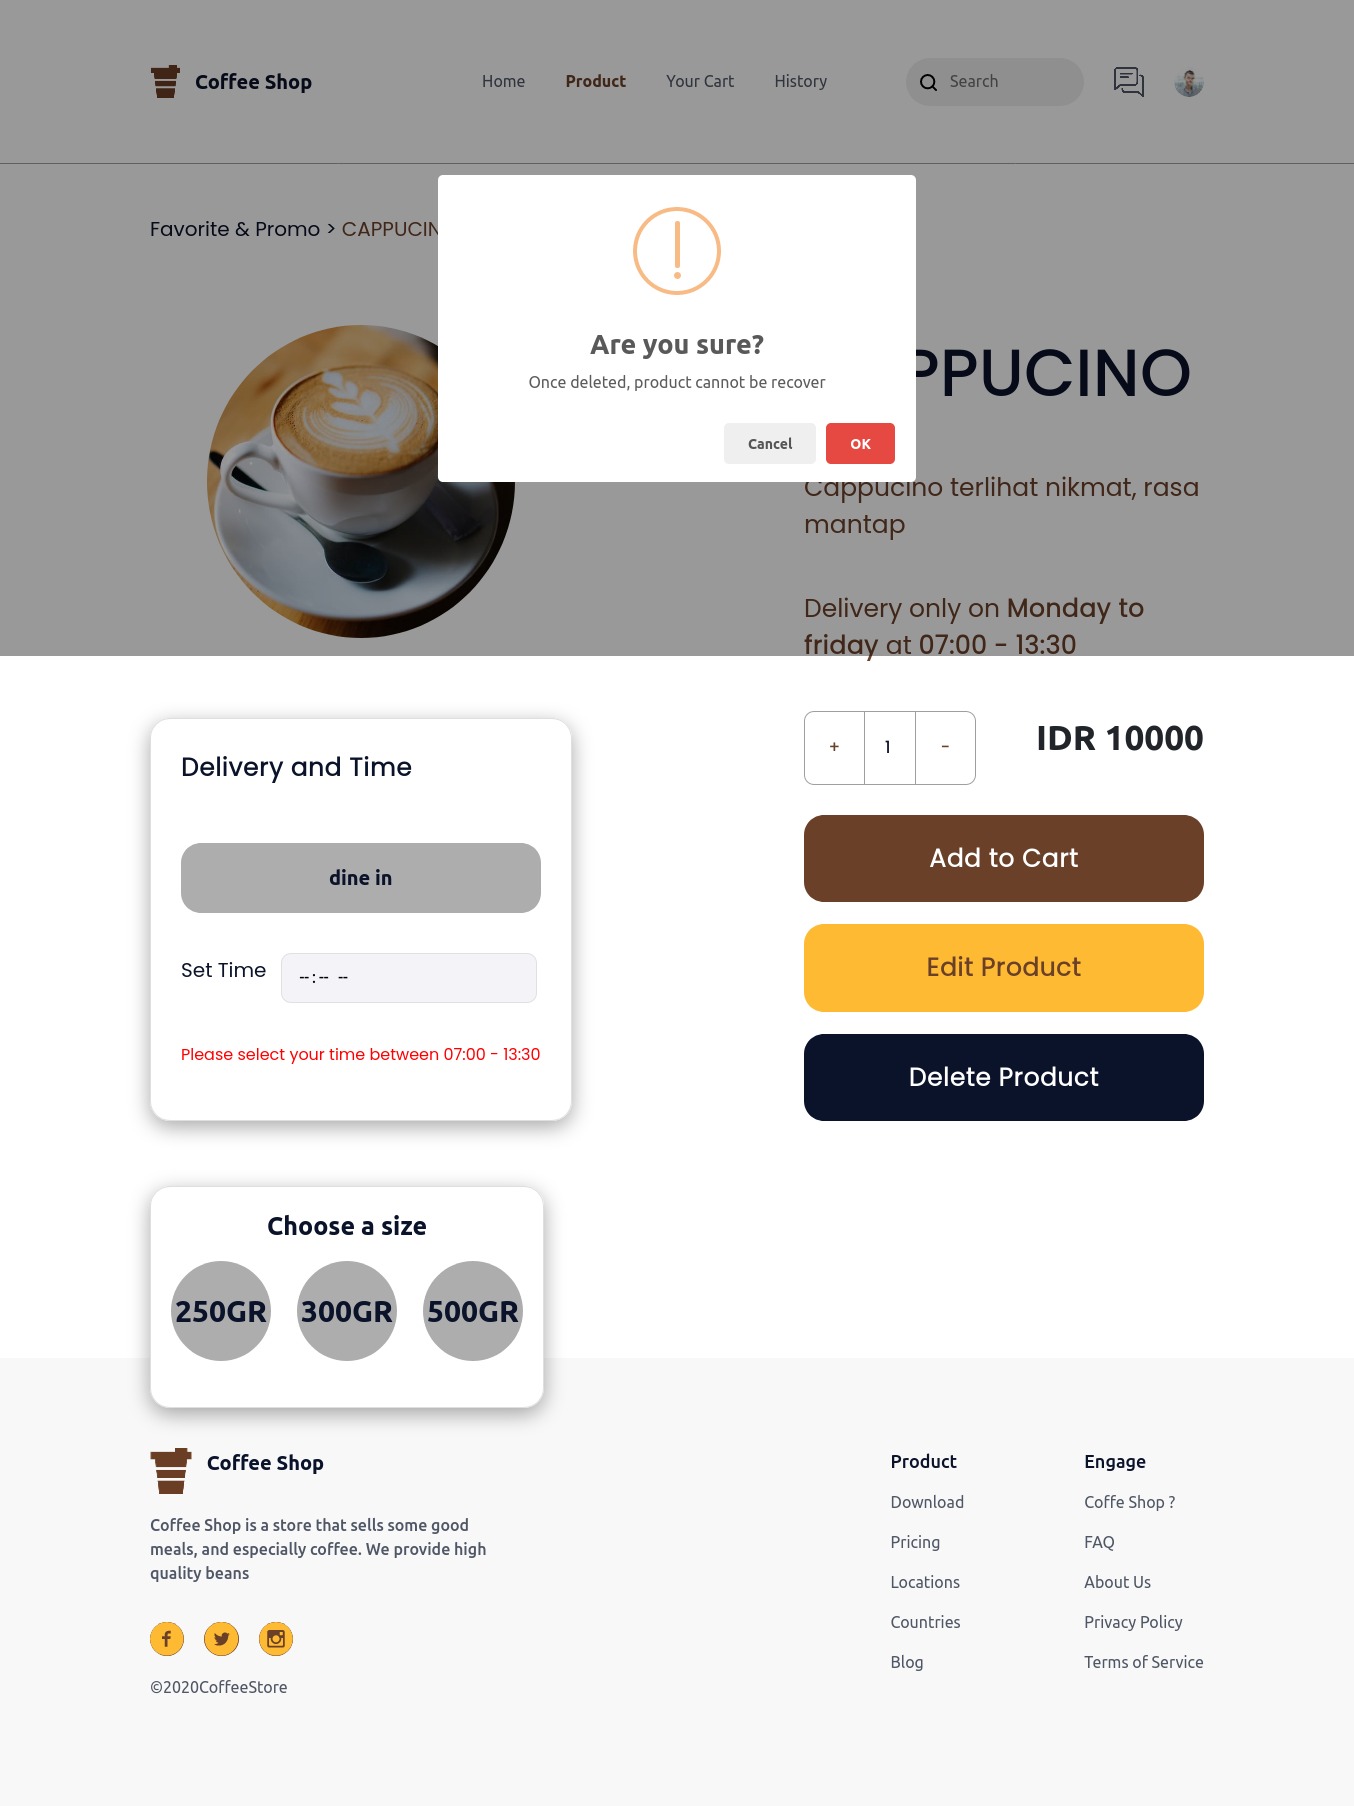 Coffee Shop
Home
Product
Your Cart
History
Search
Favorite & Promo > CAPPUCIN
Are you sure?
Once deleted, product cannot be recover
Cancel
OK
PPUCINO
Cappucino terlihat nikmat, rasa
mantap
Delivery only on Monday to
friday at 07:00 - 13:30
Delivery and Time
dine in
Set Time
--:-- --
Please select your time between 07:00 - 13:30
+
1
-
IDR 10000
Add to Cart
Edit Product
Delete Product
Choose a size
250GR
300GR
500GR
Coffee Shop
Coffee Shop is a store that sells some good
meals, and especially coffee. We provide high
quality beans
©2020CoffeeStore
Product
Download
Pricing
Locations
Countries
Blog
Engage
Coffe Shop ?
FAQ
About Us
Privacy Policy
Terms of Service